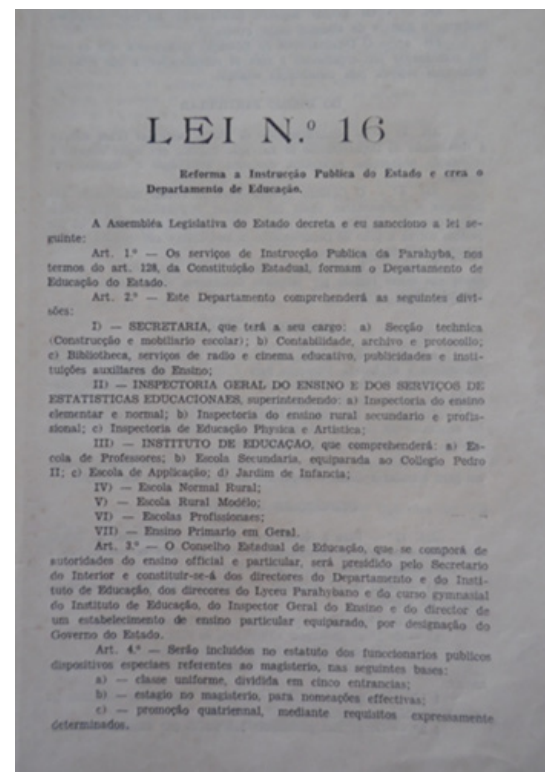 LEI N.º 16
Reforma a Instrucção Publica do Estado e crea o
Departamento de Educação.
A Assembléa Legislativa do Estado decreta e eu sancciono a lei se-
guinte:
Art. 1.º — Os serviços de Instrucção Publica da Parahyba, nos
termos do art. 128, da Constituição Estadual, formam o Departamento de
Educação do Estado.
Art. 2.º — Este Departamento comprehenderá as seguintes divi-
sões:
I) — SECRETARIA, que terá a seu cargo: a) Secção technica
(Construcção e mobiliario escolar); b) Contabilidade, archivo e protocollo;
c) Bibliotheca, serviços de radio e cinema educativo, publicidades e insti-
tuições auxiliares do Ensino;
II) — INSPECTORIA GERAL DO ENSINO E DOS SERVIÇOS DE
ESTATISTICAS EDUCACIONAES, superintendendo: a) Inspectoria do ensino
elementar e normal; b) Inspectoria do ensino rural secundario e profis-
sional; c) Inspectoria de Educação Physica e Artistica;
III) — INSTITUTO DE EDUCAÇÃO, que comprehenderá: a) Es-
cola de Professores; b) Escola Secundaria, equiparada ao Collegio Pedro
II; c) Escola de Applicação; d) Jardim de Infancia;
IV) — Escola Normal Rural;
V) — Escola Rural Modêlo;
VI) — Escolas Profissionaes;
VII) — Ensino Primario em Geral.
Art. 3.º — O Conselho Estadual de Educação, que se comporá de
autoridades do ensino official e particular, será presidido pelo Secretario
do Interior e constituir-se-á dos directores do Departamento e do Insti-
tuto de Educação, dos direcores do Lyceu Parahybano e do curso gymnasial
do Instituto de Educação, do Inspector Geral do Ensino e do director de
um estabelecimento de ensino particular equiparado, por designação do
Governo do Estado.
Art. 4.º — Serão incluidos no estatuto dos funccionarios publicos
dispositivos especiaes referentes ao magisterio, nas seguintes bases:
a) — classe uniforme, dividida em cinco entrancias;
b) — estagio no magisterio, para nomeações effectivas;
c) — promoção quatriennal, mediante requisitos expressamente
determinados.